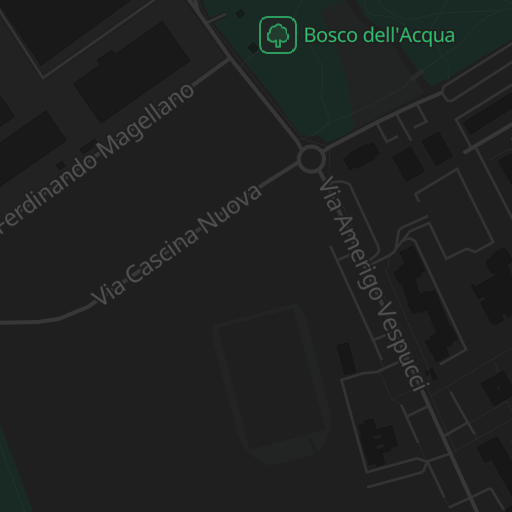 Bosco dell'Acqua
Ferdinando Magellano
Via Cascina Nuova
Via Amerigo Vespucci